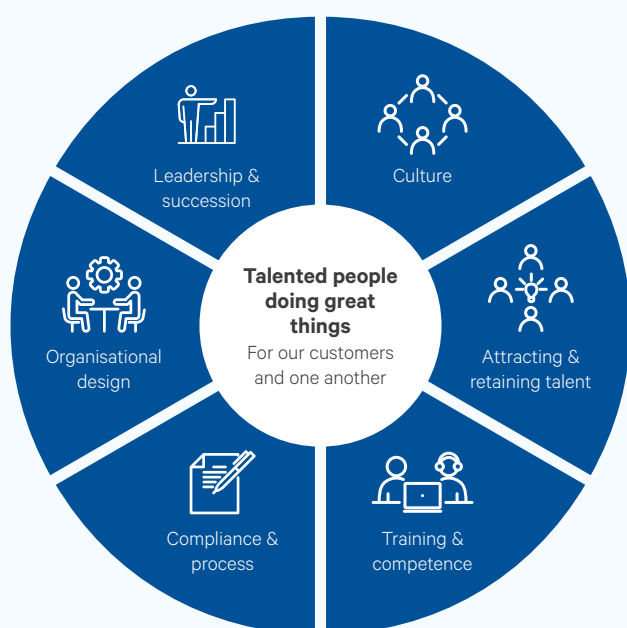 Leadership &
succession
Culture
Talented people
doing great
things
For our customers
and one another
Organisational
design
Attracting &
retaining talent
Compliance &
process
Training &
competence